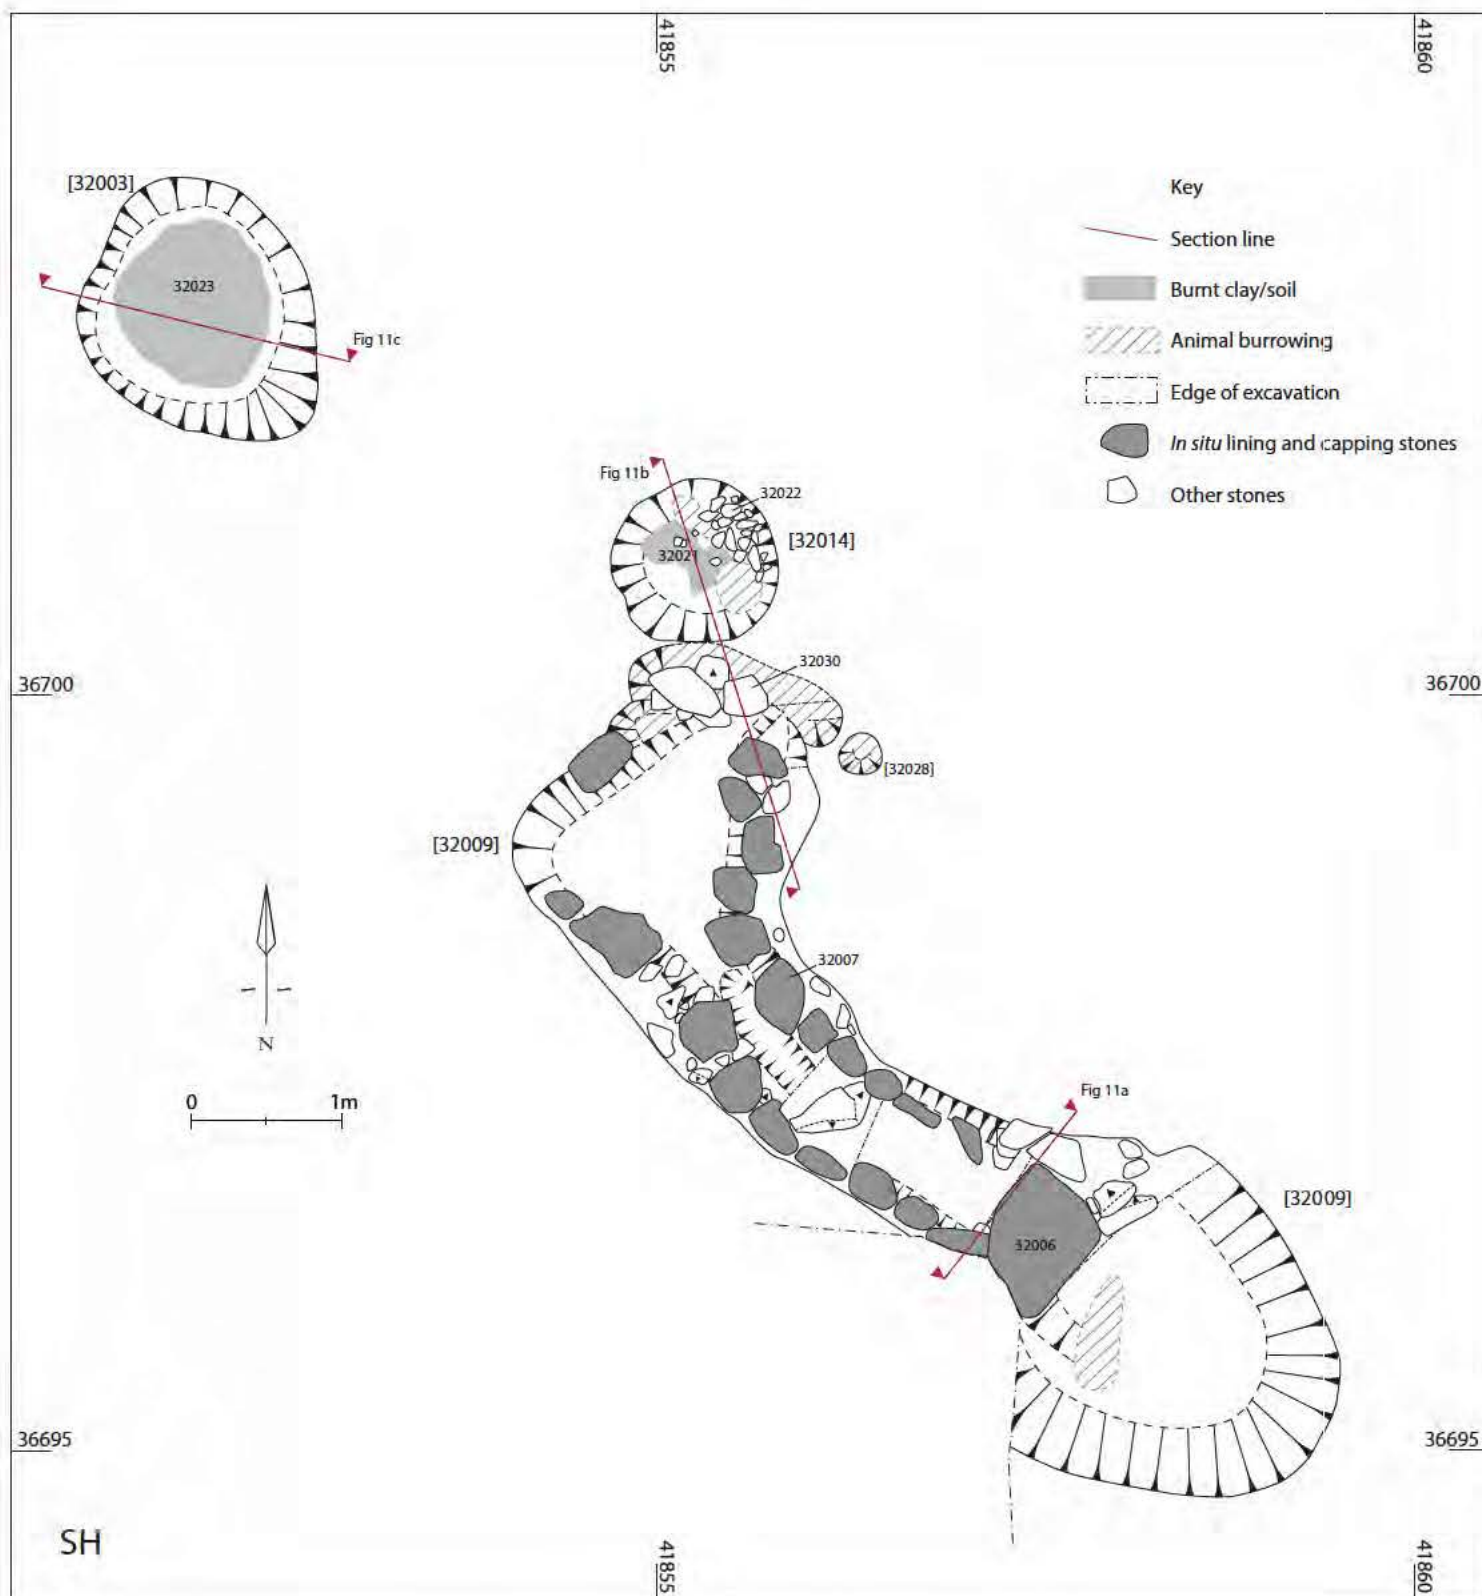 41855
41860
[32003]
Key
Section line
32023
Burnt clay/soil
Fig 11c
Animal burrowing
Edge of excavation
In situ lining and capping stones
Fig 11b
32022
Other stones
[32014]
32021
32030
36700
36700
[32028]
[32009]
32007
N
0 1m
Fig 11a
[32009]
32006
36695
36695
SH
41855
41860